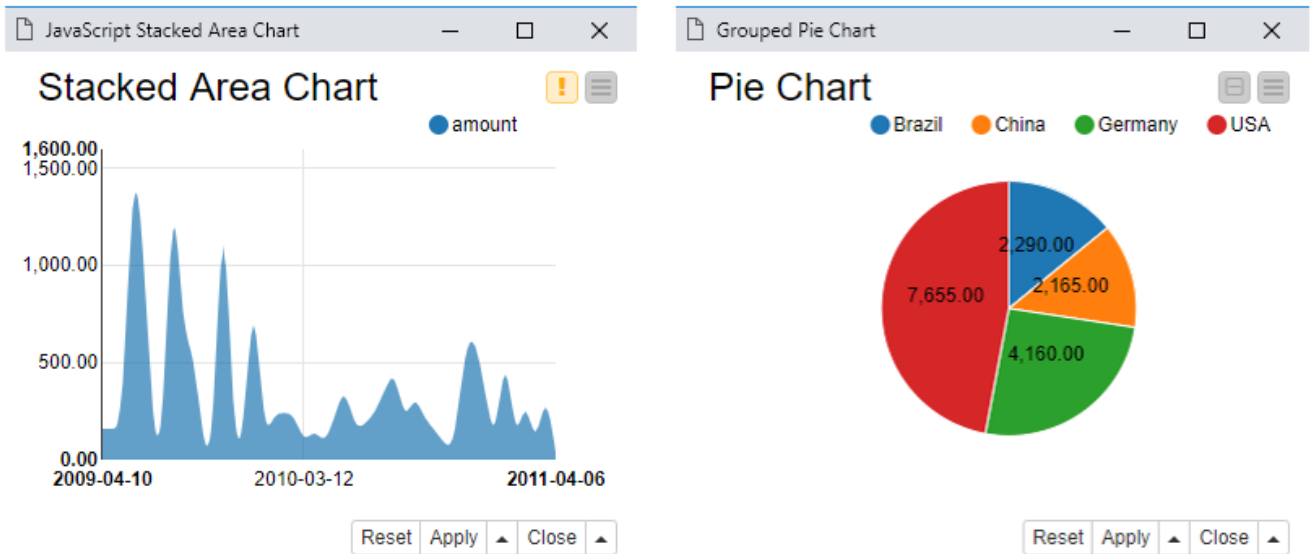 JavaScript Stacked Area Chart
Stacked Area Chart
!
amount
1,600.00
1,500.00
1,000.00
500.00
0.00
2009-04-10 2010-03-12 2011-04-06
Reset Apply Close
Grouped Pie Chart
Pie Chart
Brazil China Germany USA
2,290.00
2,165.00
7,655.00
4,160.00
Reset Apply Close